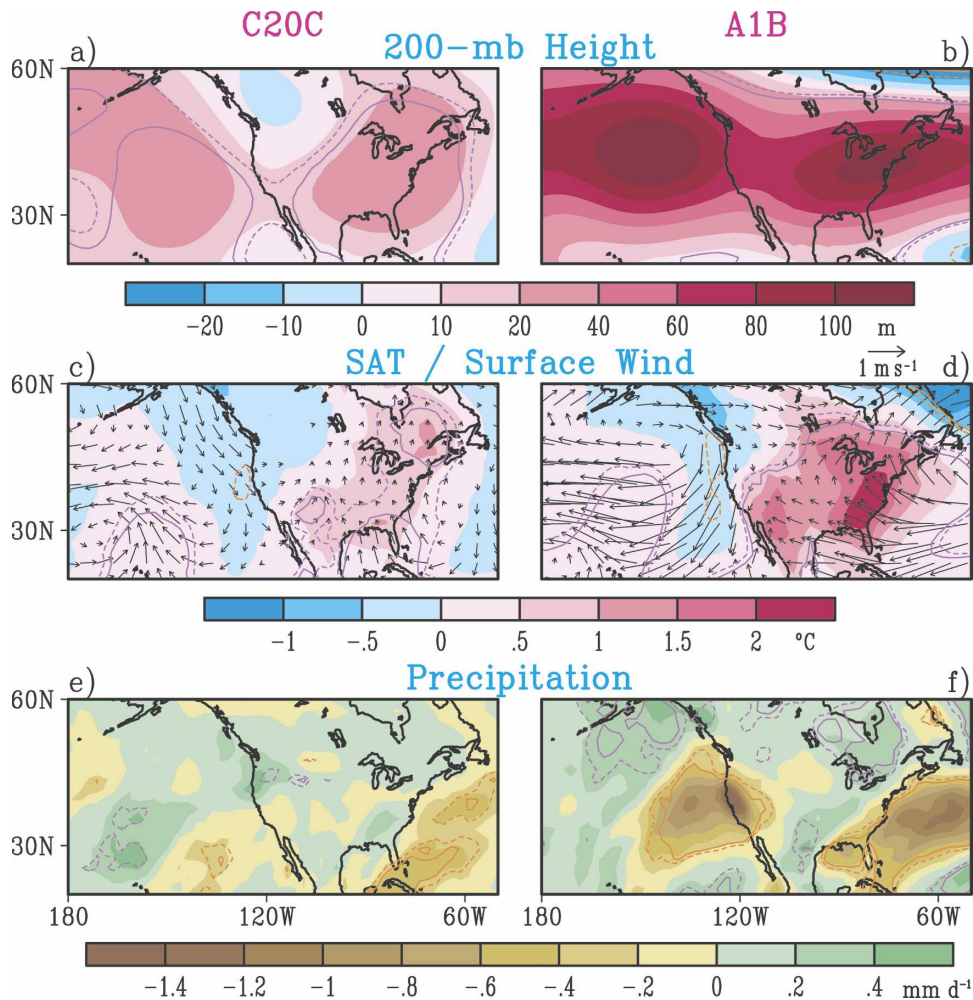 C20C A1B
a) 200-mb Height b)
60N
30N
-20 -10 0 10 20 40 60 80 100 m
c) SAT / Surface Wind d) 1 m s-1
60N
30N
-1 -.5 0 .5 1 1.5 2 °C
e) Precipitation f)
60N
30N
180 120W 60W 180 120W 60W
-1.4 -1.2 -1 -.8 -.6 -.4 -.2 0 .2 .4 mm d-1